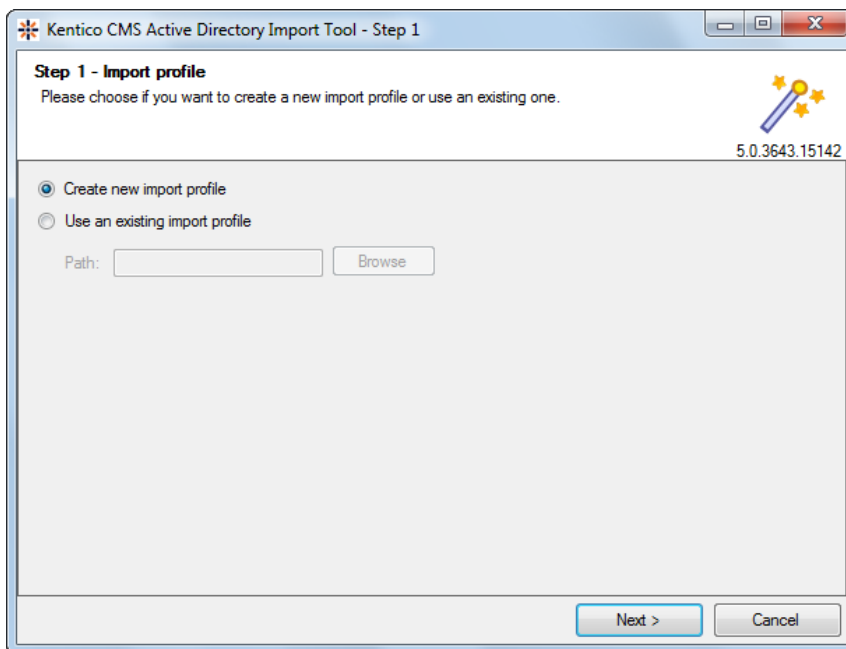 Kentico CMS Active Directory Import Tool - Step 1
Step 1 - Import profile
Please choose if you want to create a new import profile or use an existing one.
5.0.3643.15142
Create new import profile
Use an existing import profile
Path: Browse
Next > Cancel